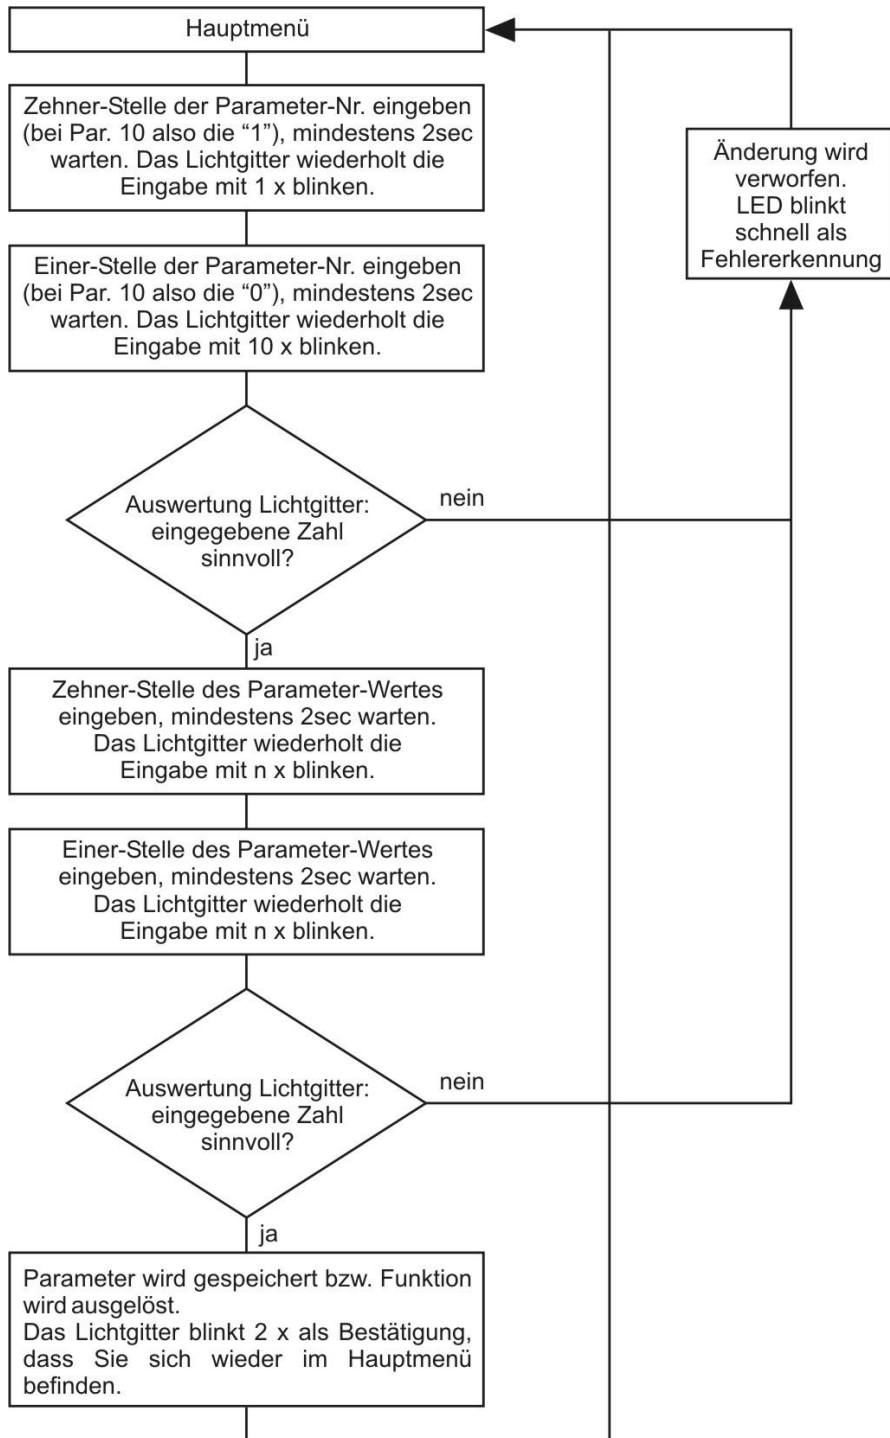 Hauptmenü
Zehner-Stelle der Parameter-Nr. eingeben
(bei Par. 10 also die “1”), mindestens 2sec
warten. Das Lichtgitter wiederholt die
Eingabe mit 1 x blinken.
Änderung wird
verworfen.
LED blinkt
schnell als
Fehlererkennung
Einer-Stelle der Parameter-Nr. eingeben
(bei Par. 10 also die “0”), mindestens 2sec
warten. Das Lichtgitter wiederholt die
Eingabe mit 10 x blinken.
Auswertung Lichtgitter:
eingegebene Zahl
sinnvoll?
nein
ja
Zehner-Stelle des Parameter-Wertes
eingeben, mindestens 2sec warten.
Das Lichtgitter wiederholt die
Eingabe mit n x blinken.
Einer-Stelle des Parameter-Wertes
eingeben, mindestens 2sec warten.
Das Lichtgitter wiederholt die
Eingabe mit n x blinken.
Auswertung Lichtgitter:
eingegebene Zahl
sinnvoll?
nein
ja
Parameter wird gespeichert bzw. Funktion
wird ausgelöst.
Das Lichtgitter blinkt 2 x als Bestätigung,
dass Sie sich wieder im Hauptmenü
befinden.